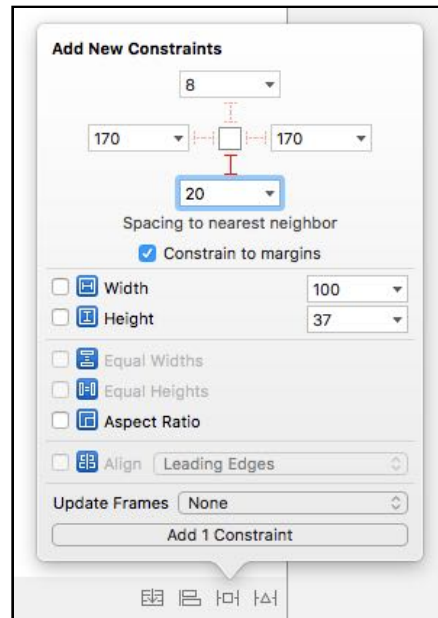 Add New Constraints
8
170 170
20
Spacing to nearest neighbor
Constrain to margins
Width 100
Height 37
Equal Widths
Equal Heights
Aspect Ratio
Align Leading Edges
Update Frames None
Add 1 Constraint